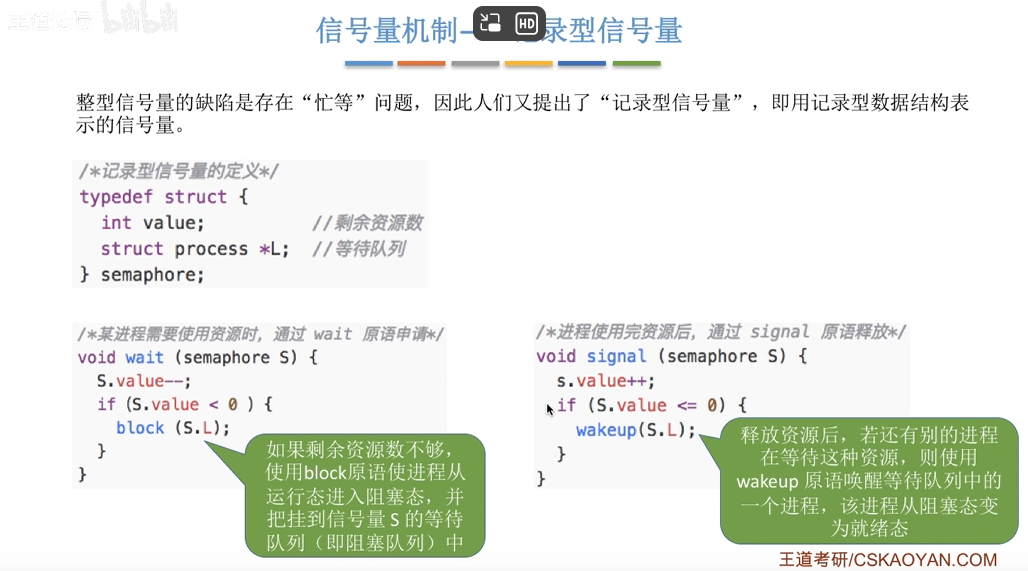 王道论坛 bilibili
信号量机制— HD 录型信号量
整型信号量的缺陷是存在“忙等”问题，因此人们又提出了“记录型信号量”，即用记录型数据结构表
示的信号量。
/*记录型信号量的定义*/
typedef struct {
int value; //剩余资源数
struct process *L; //等待队列
} semaphore;
/*某进程需要使用资源时，通过 wait 原语申请*/
void wait (semaphore S) {
S.value--;
if (S.value < 0 ) {
block (S.L);
}
}
如果剩余资源数不够，
使用block原语使进程从
运行态进入阻塞态，并
把挂到信号量 S 的等待
队列（即阻塞队列）中
/*进程使用完资源后，通过 signal 原语释放*/
void signal (semaphore S) {
s.value++;
if (S.value <= 0) {
wakeup(S.L);
}
}
释放资源后，若还有别的进程
在等待这种资源，则使用
wakeup 原语唤醒等待队列中的
一个进程，该进程从阻塞态变
为就绪态
王道考研/CSKAOYAN.COM